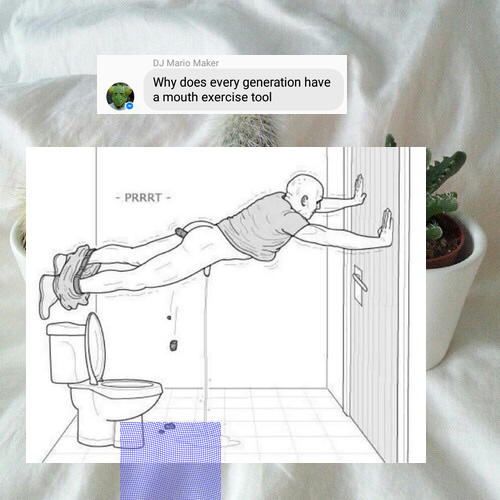 DJ Mario Maker
Why does every generation have
a mouth exercise tool
- PRRRT -